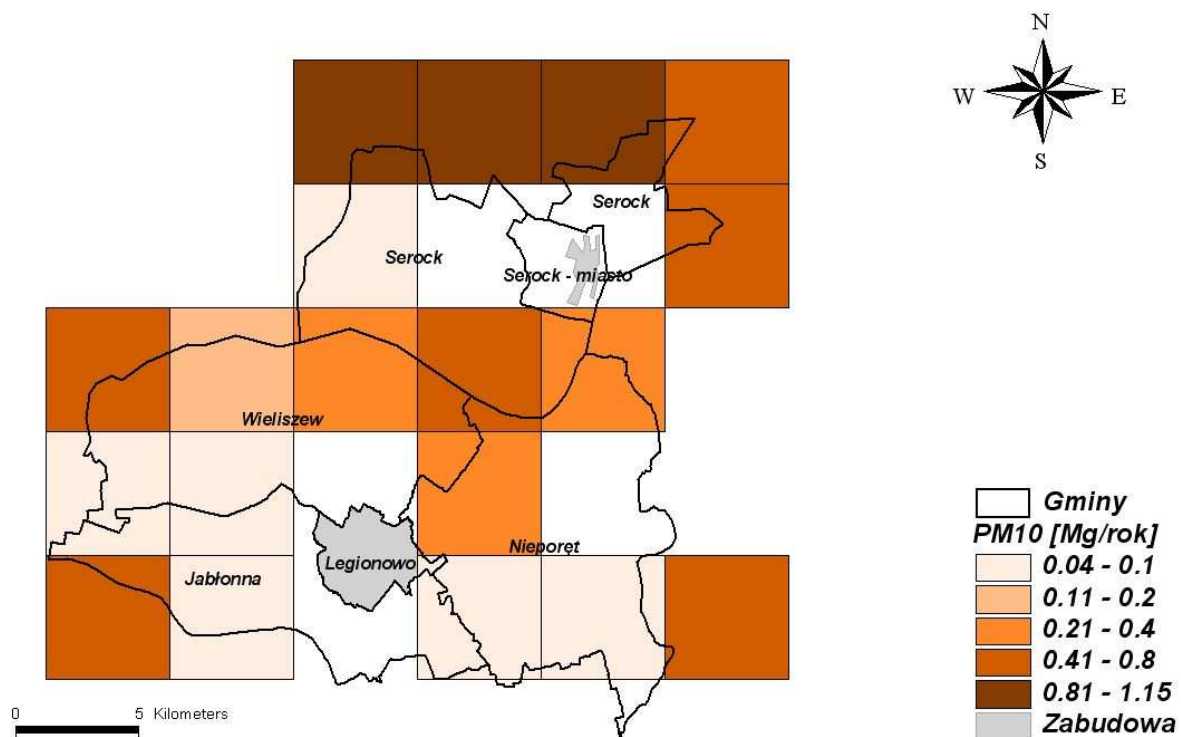 N
W E
S
Serock
Serock
Serock - miasto
Wieliszew
Nieporęt
Legionowo
Jabłonna
0 5 Kilometers
Gminy
PM10 [Mg/rok]
0.04 - 0.1
0.11 - 0.2
0.21 - 0.4
0.41 - 0.8
0.81 - 1.15
Zabudowa